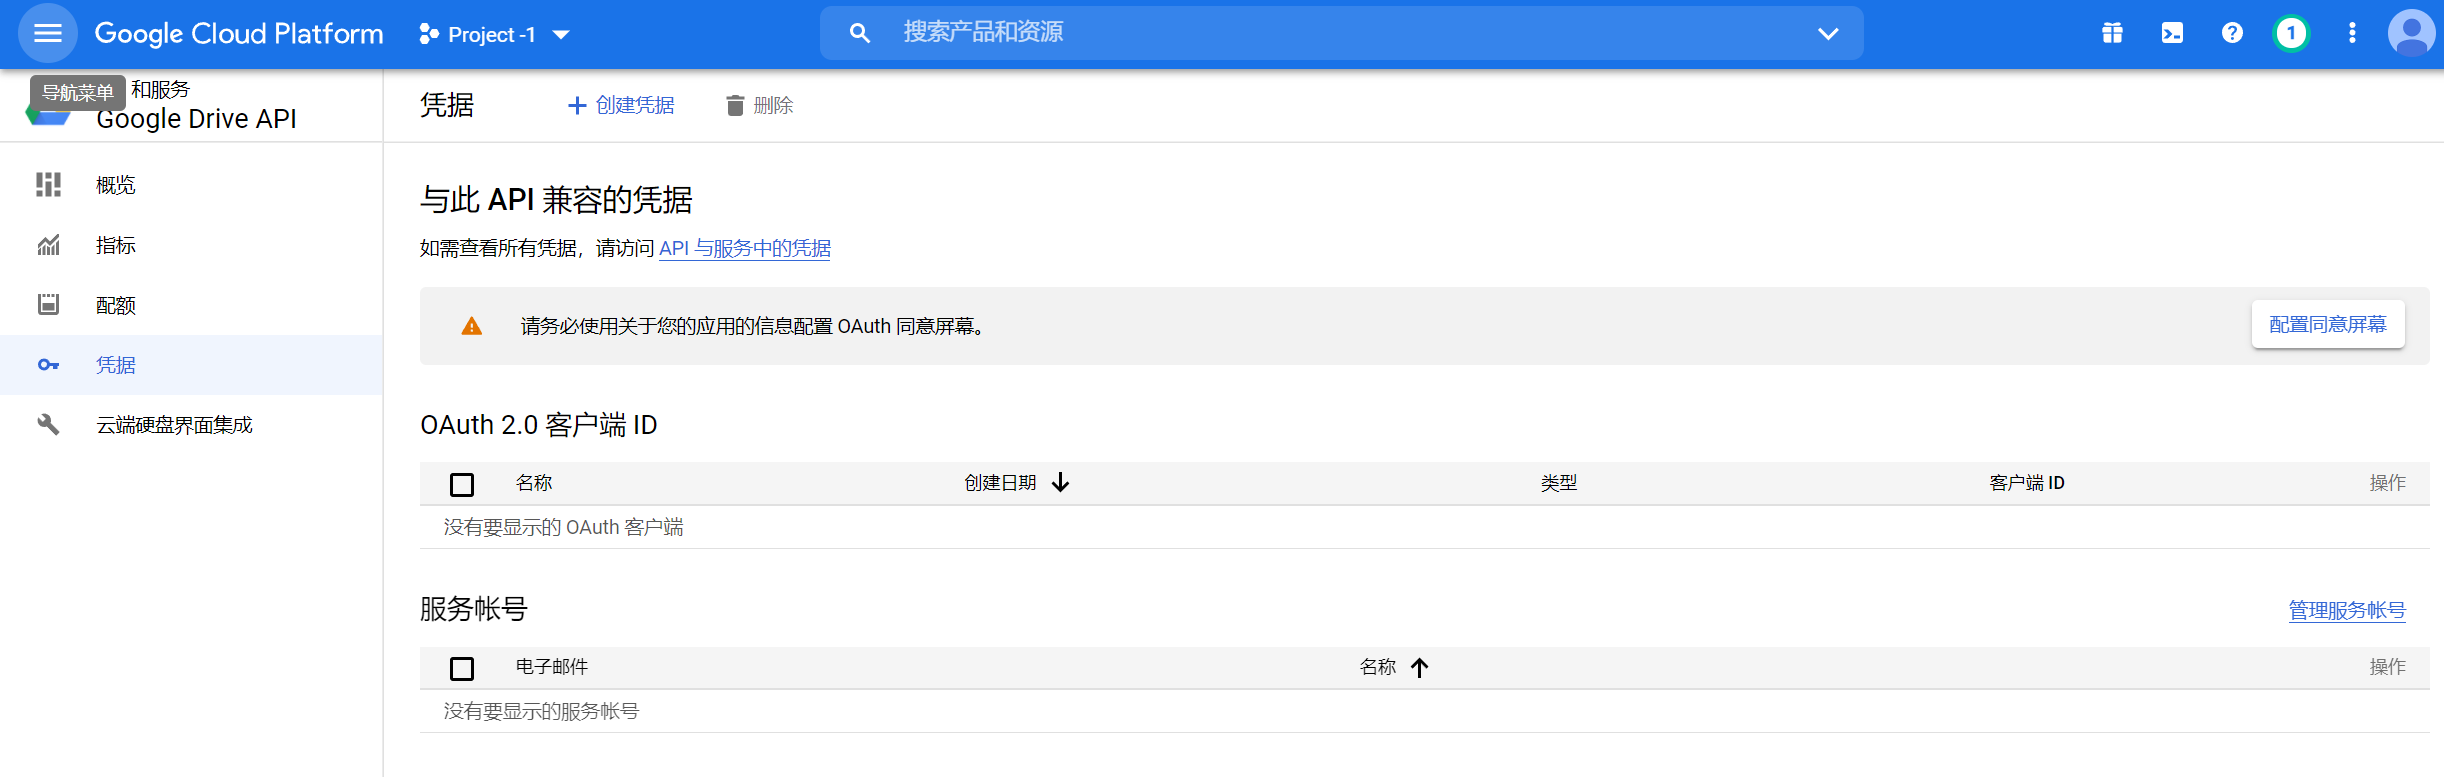 Google Cloud Platform
Project -1
搜索产品和资源
1
导航菜单
和服务
Google Drive API
概览
指标
配额
凭据
云端硬盘界面集成
凭据
创建凭据
删除
与此 API 兼容的凭据
如需查看所有凭据，请访问 API 与服务中的凭据
请务必使用关于您的应用的信息配置 OAuth 同意屏幕。
配置同意屏幕
OAuth 2.0 客户端 ID
名称 创建日期 类型 客户端 ID 操作
没有要显示的 OAuth 客户端
服务帐号
管理服务帐号
电子邮件 名称 操作
没有要显示的服务帐号